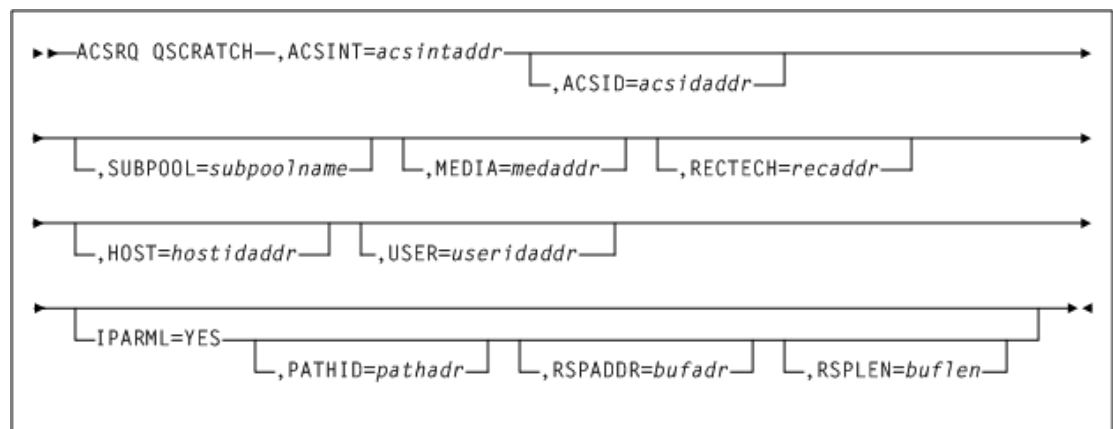 ACSRQ QSCRATCH ,ACSINT=acsintaddr
,ACSID=acsidaddr
,SUBPOOL=subpoolname ,MEDIA=medaddr ,RECTECH=recaddr
,HOST=hostidaddr ,USER=useridaddr
IPARML=YES
,PATHID=pathadr ,RSPADDR=bufadr ,RSPLEN=buflen